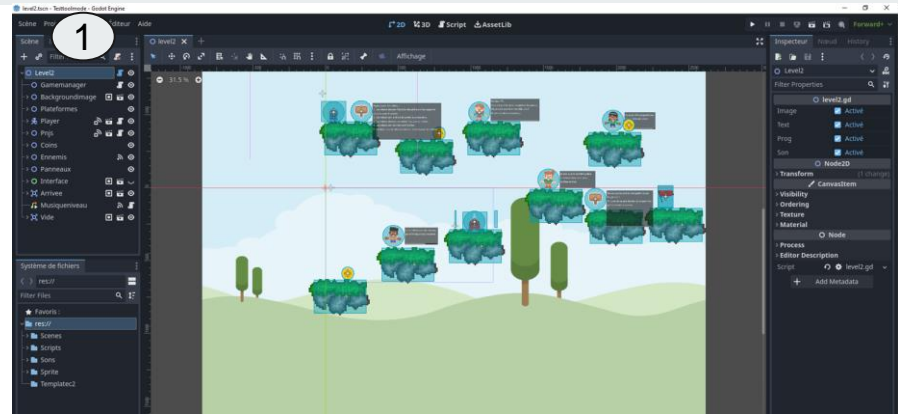 level2.tscn - Testtoolmode - Godot Engine
Scène
Éditeur Aide
2D 3D Script AssetLib
Forward+
1
Scène
level2
Filter
Level2
Gamemanager
Backgroundimage
Plateformes
Player
Pnjs
Coins
Ennemis
Panneaux
Interface
Arrivee
Musiqueniveau
Vide
Système de fichiers
res://
Filter Files
Favoris :
res://
Scenes
Scripts
Sons
Sprite
Templatec2
Affichage
31.5 %
Inspecteur Nœud History
Level2
Filter Properties
level2.gd
Image Activé
Text Activé
Prog Activé
Son Activé
Node2D
Transform (1 change)
CanvasItem
Visibility
Ordering
Texture
Material
Node
Process
Editor Description
Script level2.gd
Add Metadata